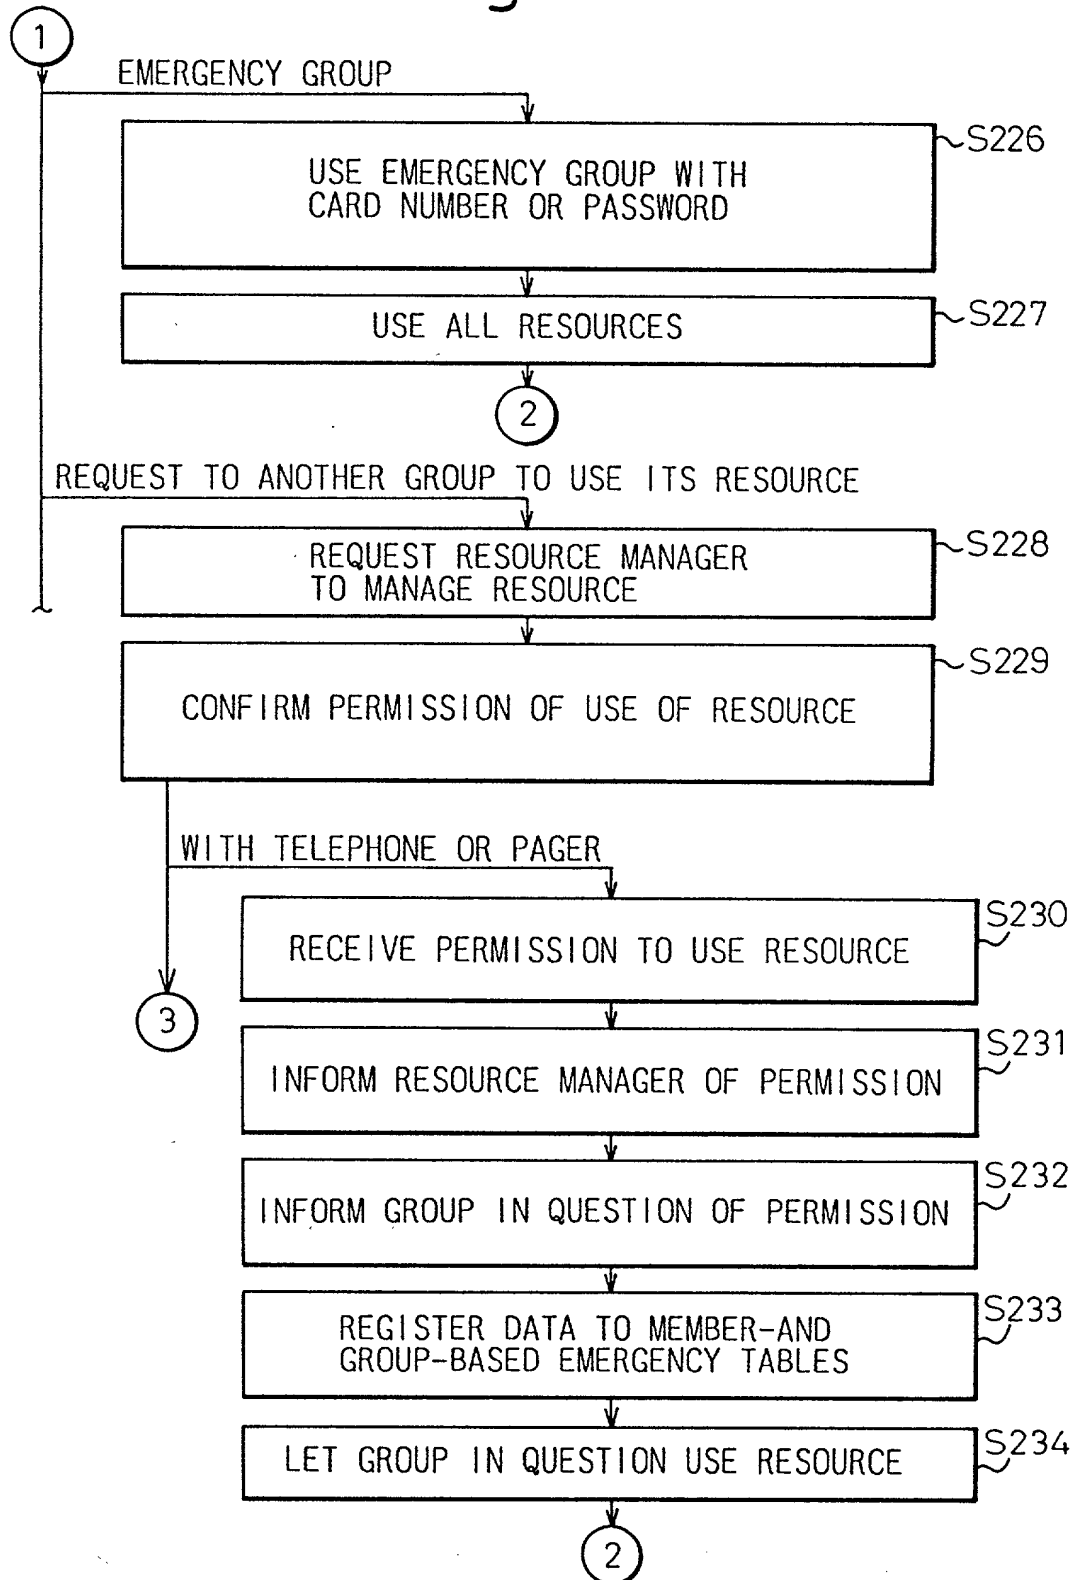 1
EMERGENCY GROUP
S226
USE EMERGENCY GROUP WITH
CARD NUMBER OR PASSWORD
S227
USE ALL RESOURCES
2
REQUEST TO ANOTHER GROUP TO USE ITS RESOURCE
S228
REQUEST RESOURCE MANAGER
TO MANAGE RESOURCE
S229
CONFIRM PERMISSION OF USE OF RESOURCE
WITH TELEPHONE OR PAGER
S230
RECEIVE PERMISSION TO USE RESOURCE
3
S231
INFORM RESOURCE MANAGER OF PERMISSION
S232
INFORM GROUP IN QUESTION OF PERMISSION
S233
REGISTER DATA TO MEMBER-AND
GROUP-BASED EMERGENCY TABLES
S234
LET GROUP IN QUESTION USE RESOURCE
2